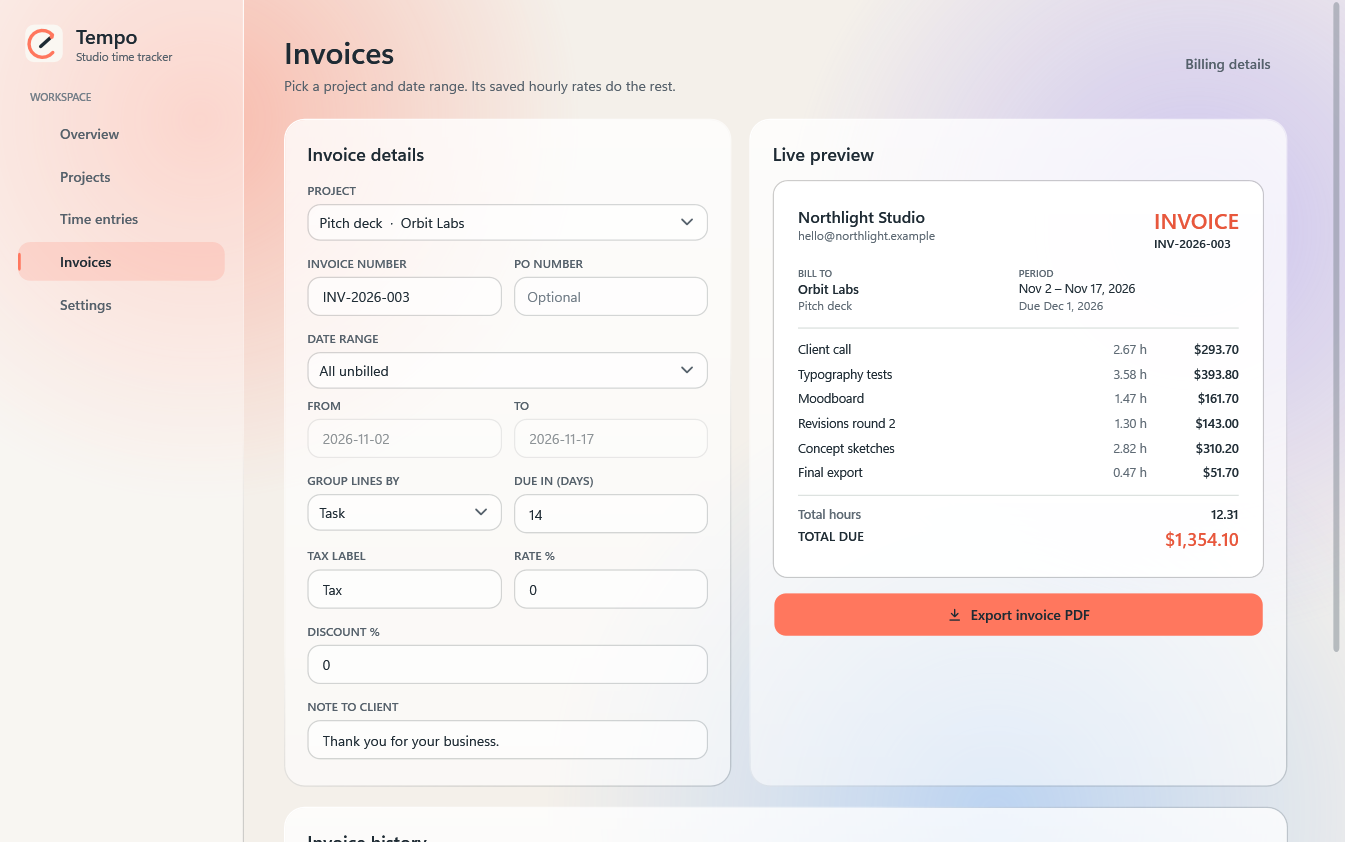 Tempo
Studio time tracker
WORKSPACE
Overview
Projects
Time entries
Invoices
Settings
Invoices
Pick a project and date range. Its saved hourly rates do the rest.
Billing details
Invoice details
PROJECT
Pitch deck · Orbit Labs
INVOICE NUMBER PO NUMBER
INV-2026-003 Optional
DATE RANGE
All unbilled
FROM TO
2026-11-02 2026-11-17
GROUP LINES BY DUE IN (DAYS)
Task 14
TAX LABEL RATE %
Tax 0
DISCOUNT %
0
NOTE TO CLIENT
Thank you for your business.
Live preview
Northlight Studio INVOICE
hello@northlight.example INV-2026-003
BILL TO PERIOD
Orbit Labs Nov 2 – Nov 17, 2026
Pitch deck Due Dec 1, 2026
Client call 2.67 h $293.70
Typography tests 3.58 h $393.80
Moodboard 1.47 h $161.70
Revisions round 2 1.30 h $143.00
Concept sketches 2.82 h $310.20
Final export 0.47 h $51.70
Total hours 12.31
TOTAL DUE $1,354.10
Export invoice PDF
Invoice history